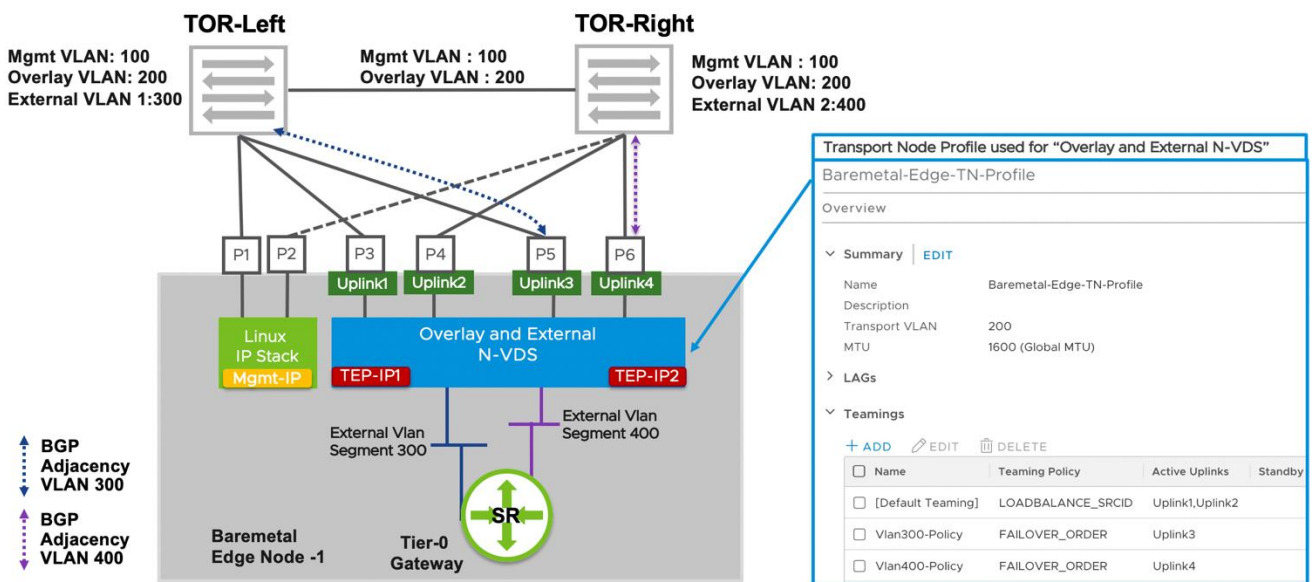 TOR-Left
TOR-Right
Mgmt VLAN: 100
Overlay VLAN: 200
External VLAN 1:300
Mgmt VLAN : 100
Overlay VLAN : 200
Mgmt VLAN : 100
Overlay VLAN: 200
External VLAN 2:400
P1
P2
P3
P4
P5
P6
Uplink1
Uplink2
Uplink3
Uplink4
Linux
IP Stack
Mgmt-IP
Overlay and External
N-VDS
TEP-IP1
TEP-IP2
External Vlan
Segment 300
External Vlan
Segment 400
SR
Tier-0
Gateway
Baremetal
Edge Node -1
BGP
Adjacency
VLAN 300
BGP
Adjacency
VLAN 400
Transport Node Profile used for “Overlay and External N-VDS”
Baremetal-Edge-TN-Profile
Overview
Summary | EDIT
Name Baremetal-Edge-TN-Profile
Description
Transport VLAN 200
MTU 1600 (Global MTU)
LAGs
Teamings
+ ADD EDIT DELETE
Name Teaming Policy Active Uplinks Standby
[Default Teaming] LOADBALANCE_SRCID Uplink1,Uplink2
Vlan300-Policy FAILOVER_ORDER Uplink3
Vlan400-Policy FAILOVER_ORDER Uplink4